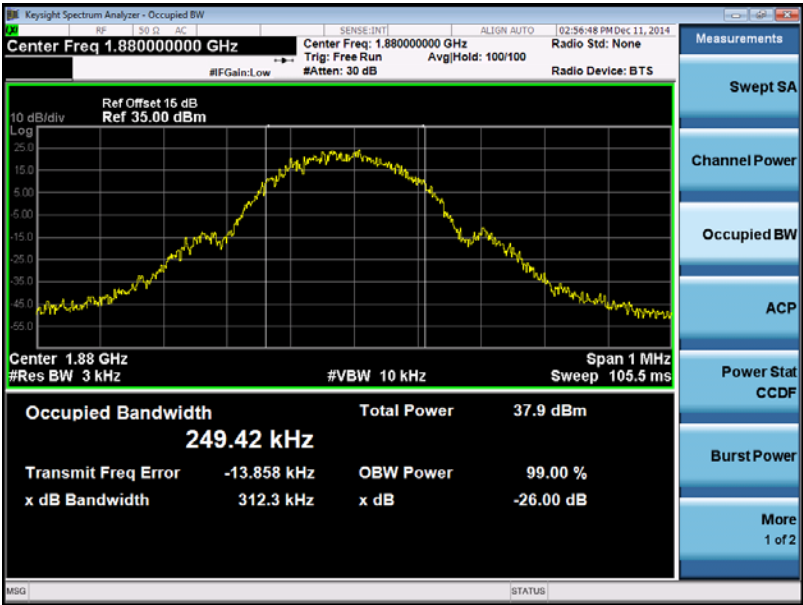 Keysight Spectrum Analyzer - Occupied BW
LXI RF 50 Ω AC SENSE:INT ALIGN AUTO 02:56:48 PM Dec 11, 2014
Center Freq 1.880000000 GHz
Center Freq: 1.880000000 GHz
Radio Std: None
Trig: Free Run Avg|Hold: 100/100
#IFGain:Low #Atten: 30 dB Radio Device: BTS
Ref Offset 15 dB
10 dB/div Ref 35.00 dBm
Log
25.0
15.0
5.00
-5.00
-15.0
-25.0
-35.0
-45.0
-55.0
Center 1.88 GHz Span 1 MHz
#Res BW 3 kHz #VBW 10 kHz Sweep 105.5 ms
Occupied Bandwidth Total Power 37.9 dBm
249.42 kHz
Transmit Freq Error -13.858 kHz OBW Power 99.00 %
x dB Bandwidth 312.3 kHz x dB -26.00 dB
Measurements
Swept SA
Channel Power
Occupied BW
ACP
Power Stat
CCDF
Burst Power
More
1 of 2
MSG STATUS